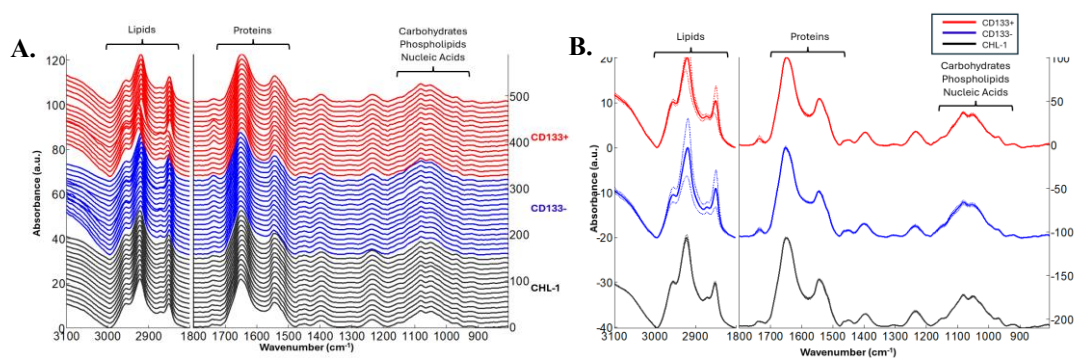 A.
Lipids
Proteins
Carbohydrates
Phospholipids
Nucleic Acids
120
100
80
60
40
20
0
Absorbance (a.u.)
500
400
300
200
100
0
CD133+
CD133-
CHL-1
3100
3000
2900
1800
1700
1600
1500
1400
1300
1200
1100
1000
900
Wavenumber (cm-1)
B.
CD133+
CD133-
CHL-1
Lipids
Proteins
Carbohydrates
Phospholipids
Nucleic Acids
20
10
0
-10
-20
-30
-40
Absorbance (a.u.)
100
50
0
-50
-100
-150
-200
3100
3000
2900
1800
1700
1600
1500
1400
1300
1200
1100
1000
900
Wavenumber (cm-1)